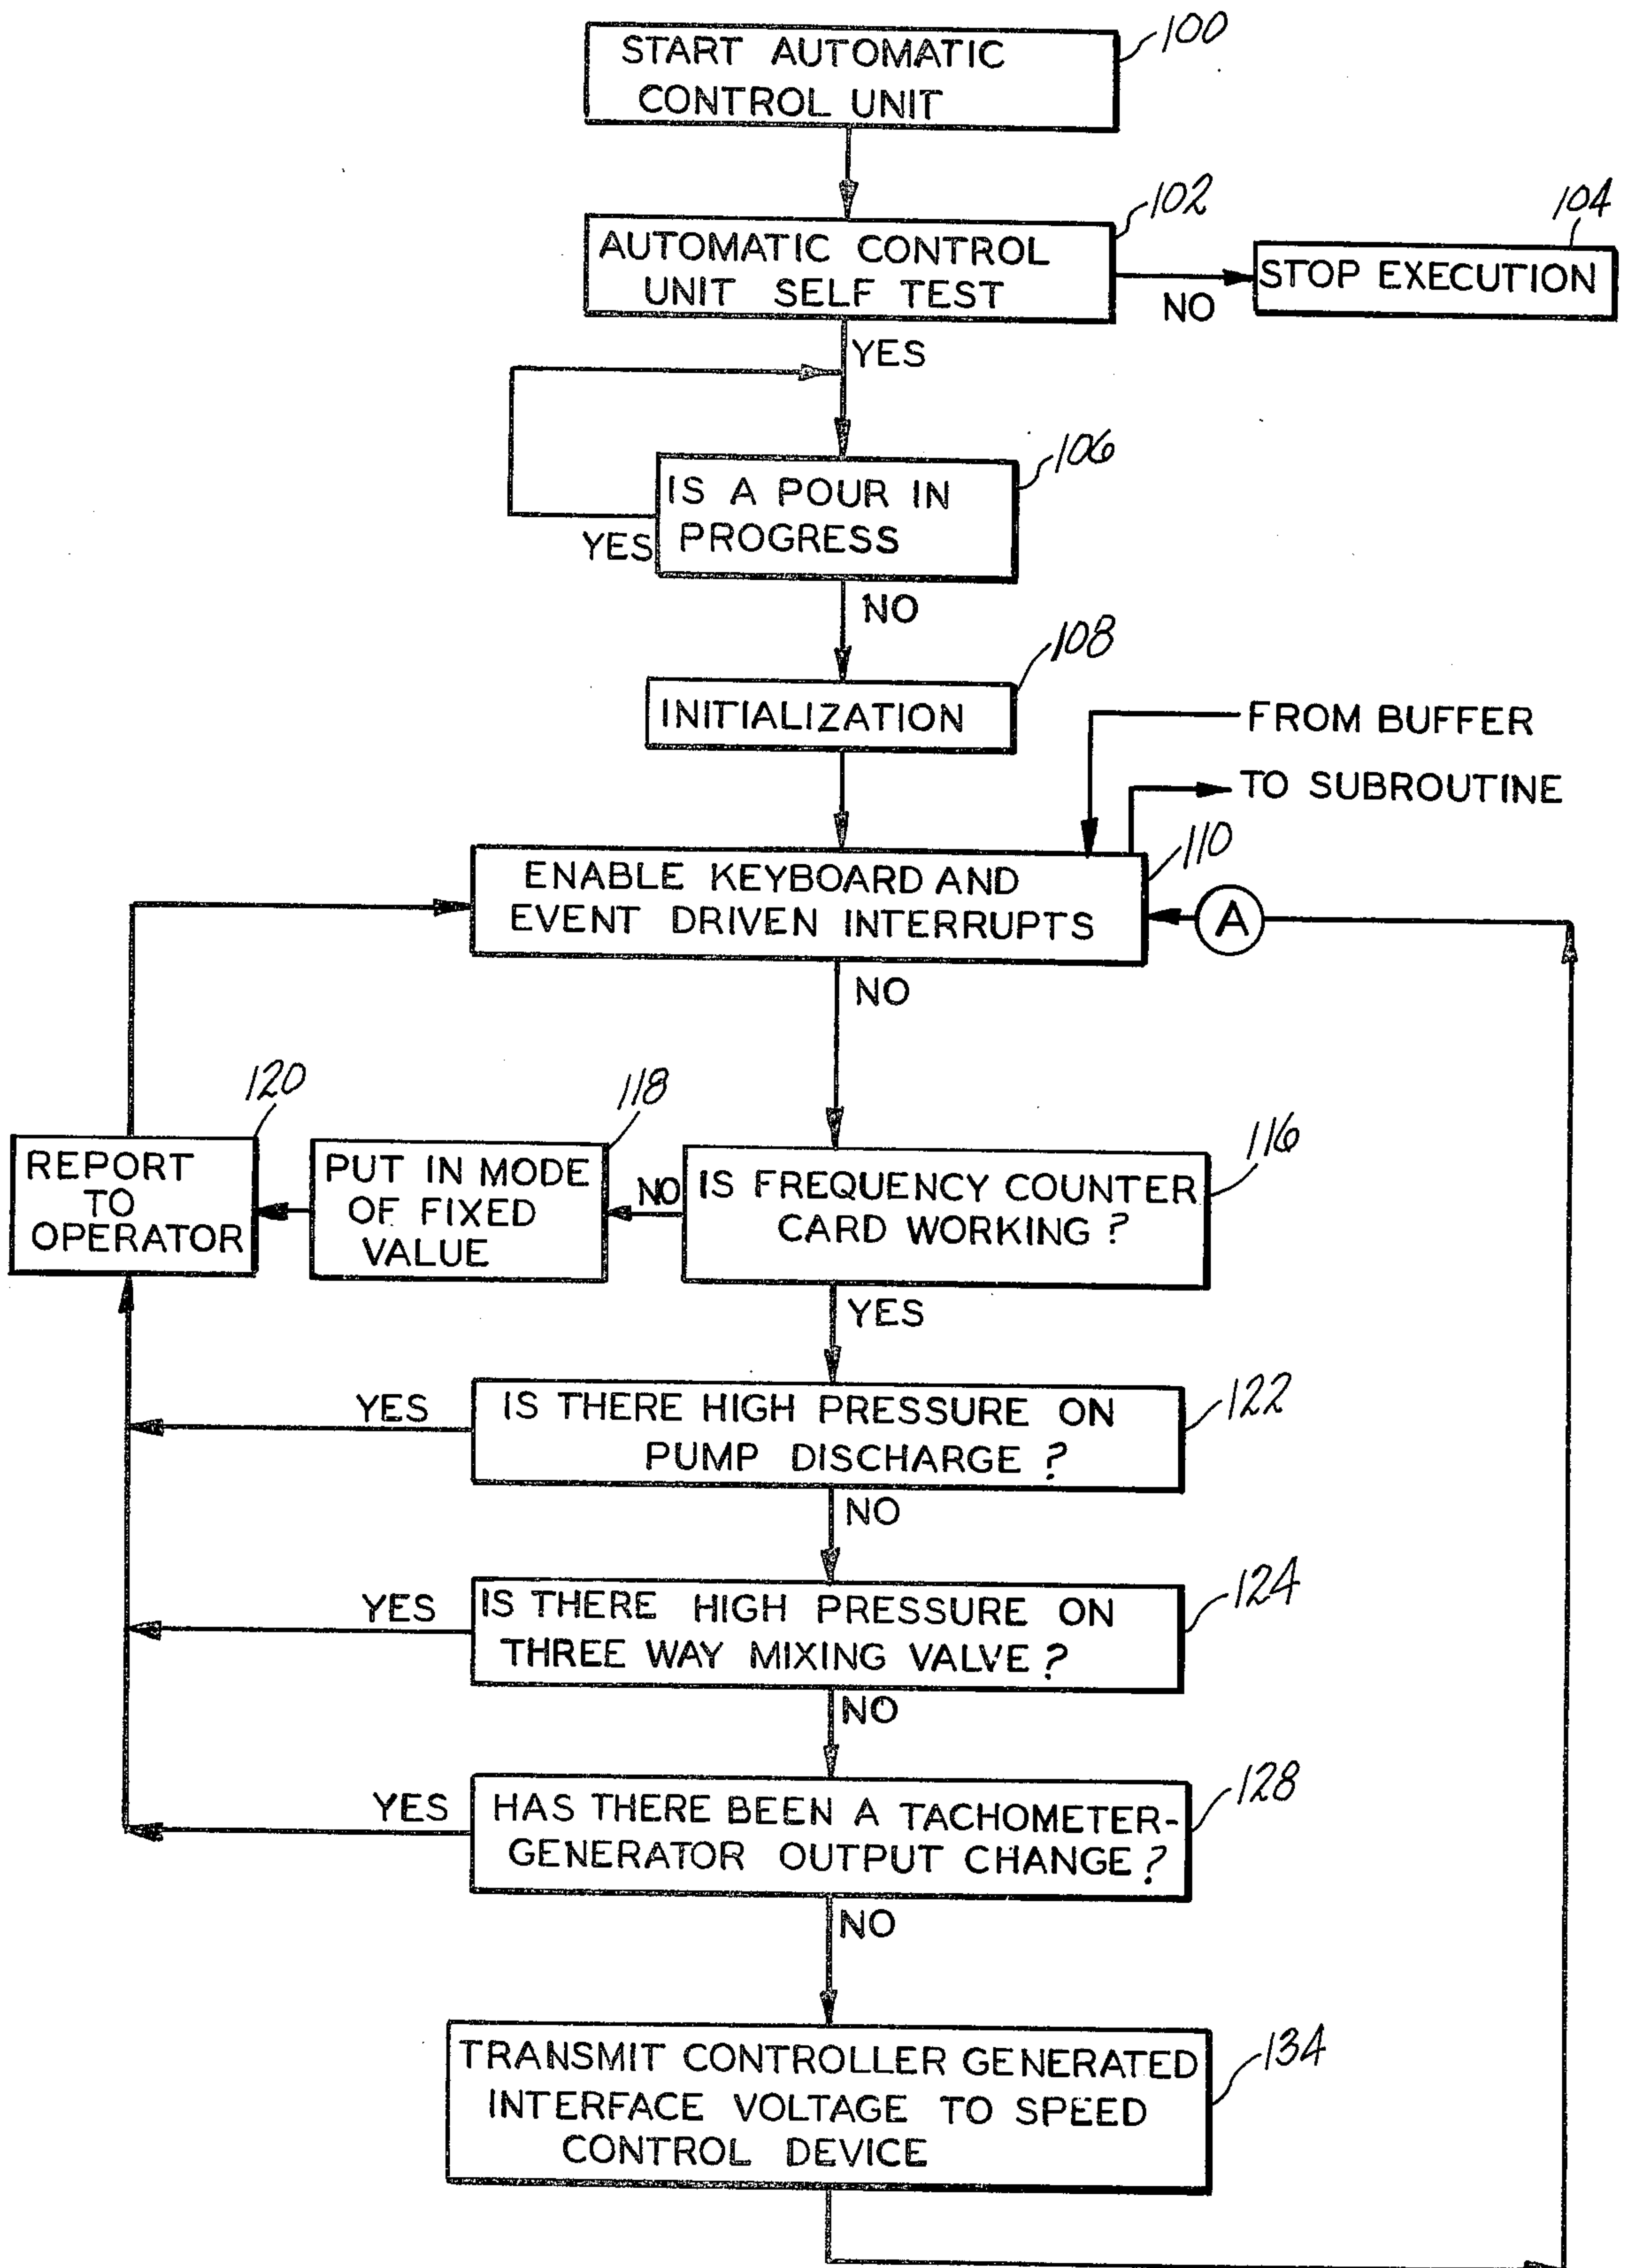 START AUTOMATIC
CONTROL UNIT
100
AUTOMATIC CONTROL
UNIT SELF TEST
102
NO
STOP EXECUTION
104
YES
IS A POUR IN
PROGRESS
106
YES
NO
INITIALIZATION
108
FROM BUFFER
TO SUBROUTINE
ENABLE KEYBOARD AND
EVENT DRIVEN INTERRUPTS
110
A
NO
REPORT
TO
OPERATOR
120
PUT IN MODE
OF FIXED
VALUE
118
NO
IS FREQUENCY COUNTER
CARD WORKING ?
116
YES
YES
IS THERE HIGH PRESSURE ON
PUMP DISCHARGE ?
122
NO
YES
IS THERE HIGH PRESSURE ON
THREE WAY MIXING VALVE ?
124
NO
YES
HAS THERE BEEN A TACHOMETER-
GENERATOR OUTPUT CHANGE ?
128
NO
TRANSMIT CONTROLLER GENERATED
INTERFACE VOLTAGE TO SPEED
CONTROL DEVICE
134